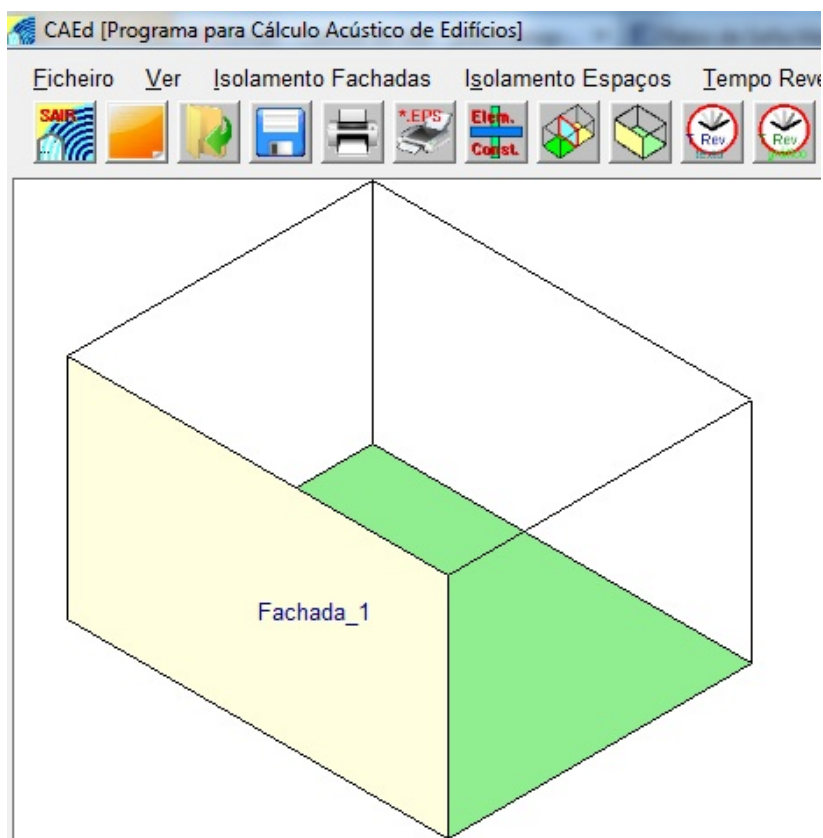 CAEd [Programa para Cálculo Acústico de Edifícios]
Ficheiro Ver Isolamento Fachadas Isolamento Espaços Tempo Reve
SAIR *.EPS Elem. Const. Rev Rev
Fachada_1